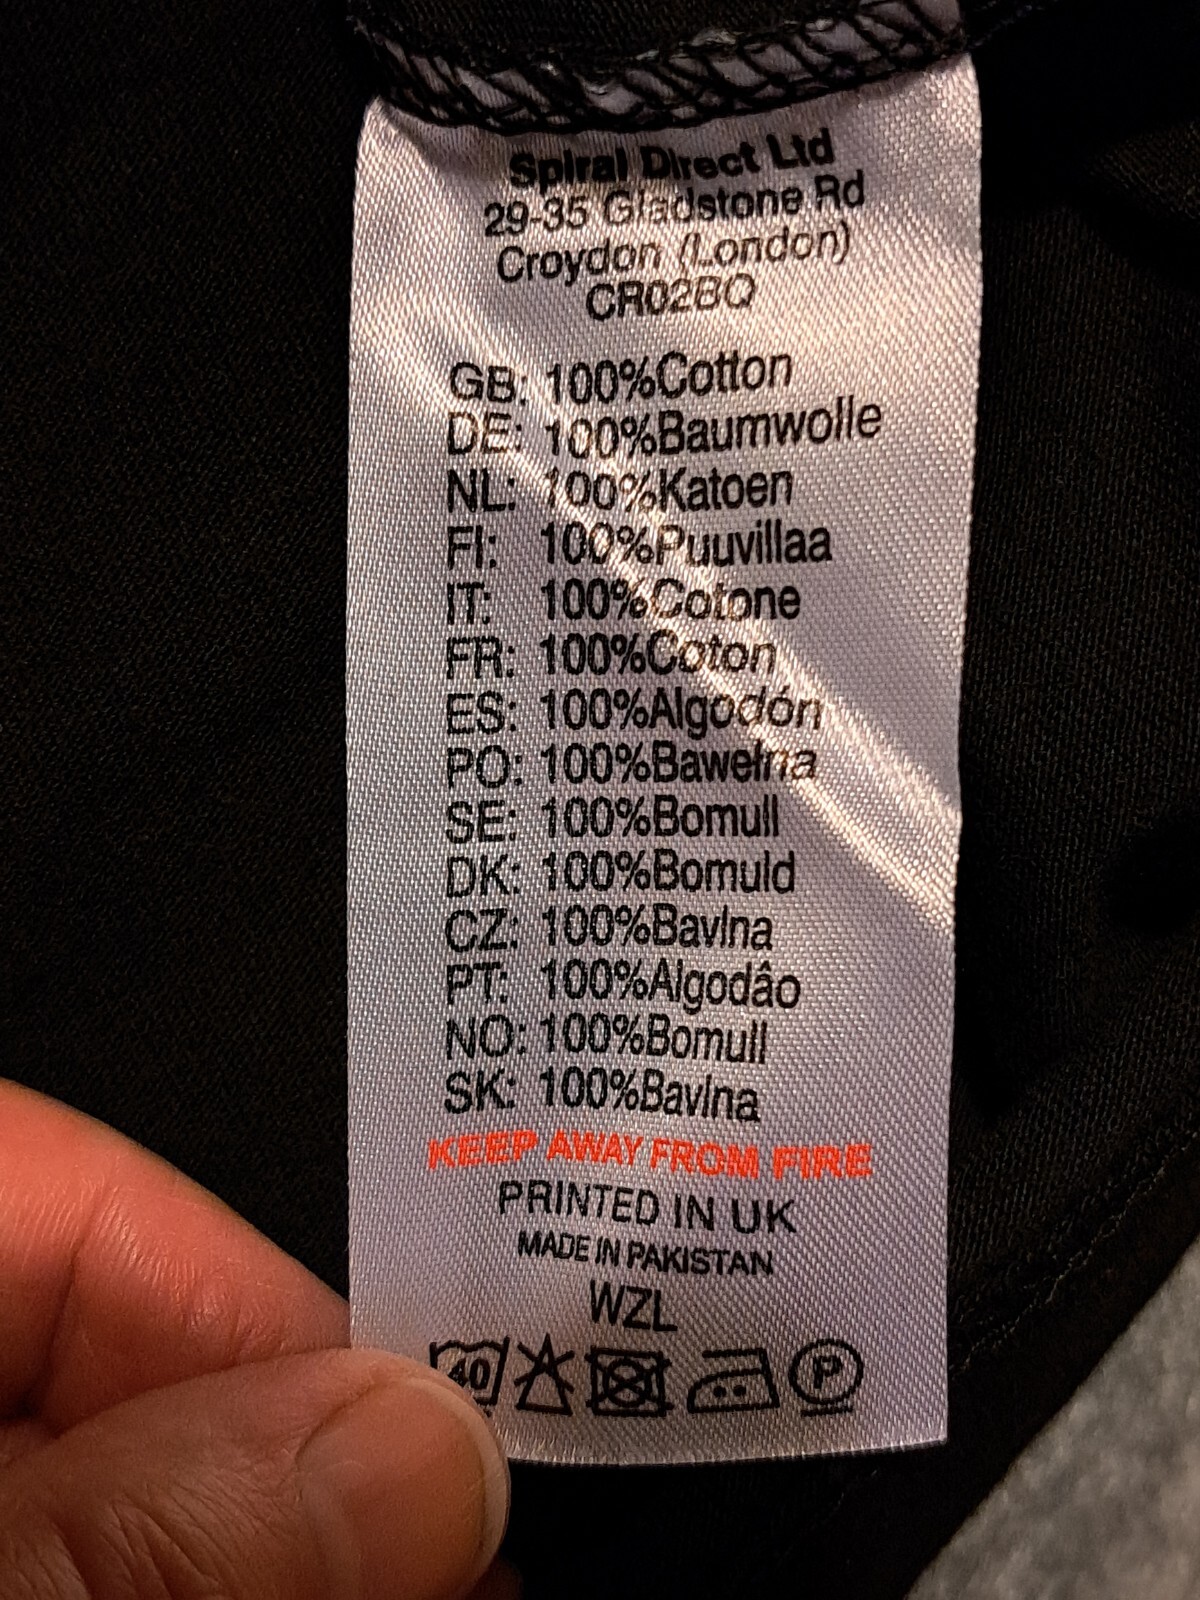 Spiral Direct Ltd
29-35 Gladstone Rd
Croydon (London)
CR02BQ
GB: 100%Cotton
DE: 100%Baumwolle
NL: 100%Katoen
FI: 100%Puuvillaa
IT: 100%Cotone
FR: 100%Coton
ES: 100%Algodón
PO: 100%Bawełna
SE: 100%Bomull
DK: 100%Bomuld
CZ: 100%Bavlna
PT: 100%Algodâo
NO: 100%Bomull
SK: 100%Bavlna
KEEP AWAY FROM FIRE
PRINTED IN UK
MADE IN PAKISTAN
WZL
40 P